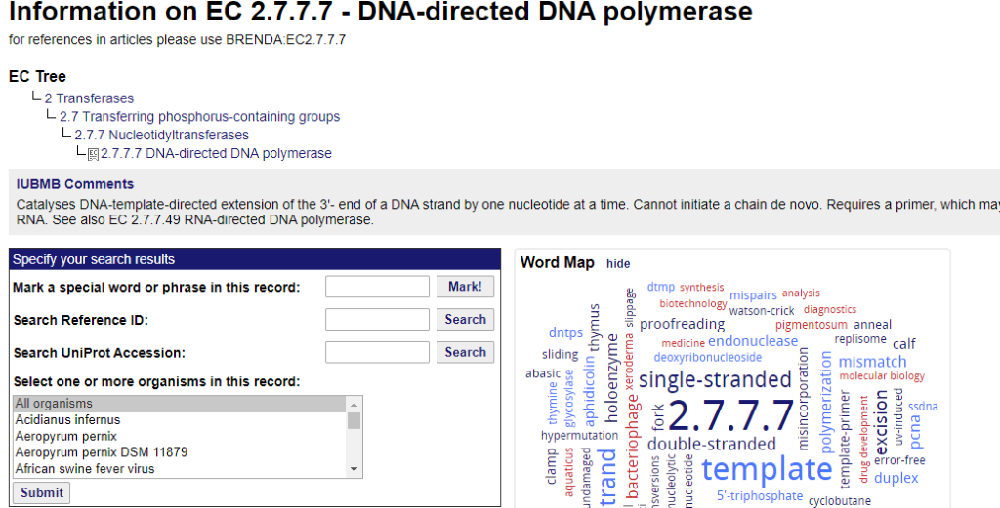 Information on EC 2.7.7.7 - DNA-directed DNA polymerase
for references in articles please use BRENDA:EC2.7.7.7
EC Tree
2 Transferases
2.7 Transferring phosphorus-containing groups
2.7.7 Nucleotidyltransferases
2.7.7.7 DNA-directed DNA polymerase
IUBMB Comments
Catalyses DNA-template-directed extension of the 3'- end of a DNA strand by one nucleotide at a time. Cannot initiate a chain de novo. Requires a primer, which may
RNA. See also EC 2.7.7.49 RNA-directed DNA polymerase.
Specify your search results
Mark a special word or phrase in this record:
Mark!
Search Reference ID:
Search
Search UniProt Accession:
Search
Select one or more organisms in this record:
All organisms
Acidianus infernus
Aeropyrum pernix
Aeropyrum pernix DSM 11879
African swine fever virus
Submit
Word Map hide
dtmp
synthesis
mispairs
analysis
slippage
biotechnology
watson-crick
diagnostics
thymus
proofreading
pigmentosum
anneal
dntps
holoenzyme
xeroderma
medicine
endonuclease
replisome
calf
sliding
deoxyribonucleoside
misincorporation
polymerization
mismatch
abasic
thymine
glycosylase
aphidicolin
single-stranded
molecular biology
bacteriophage
fork
2.7.7.7
template-primer
drug development
excision
uv-induced
ssdna
pcna
hypermutation
double-stranded
clamp
aquaticus
undamaged
trand
nsversions
nucleolytic
nucleotide
template
error-free
duplex
5'-triphosphate
cyclobutane